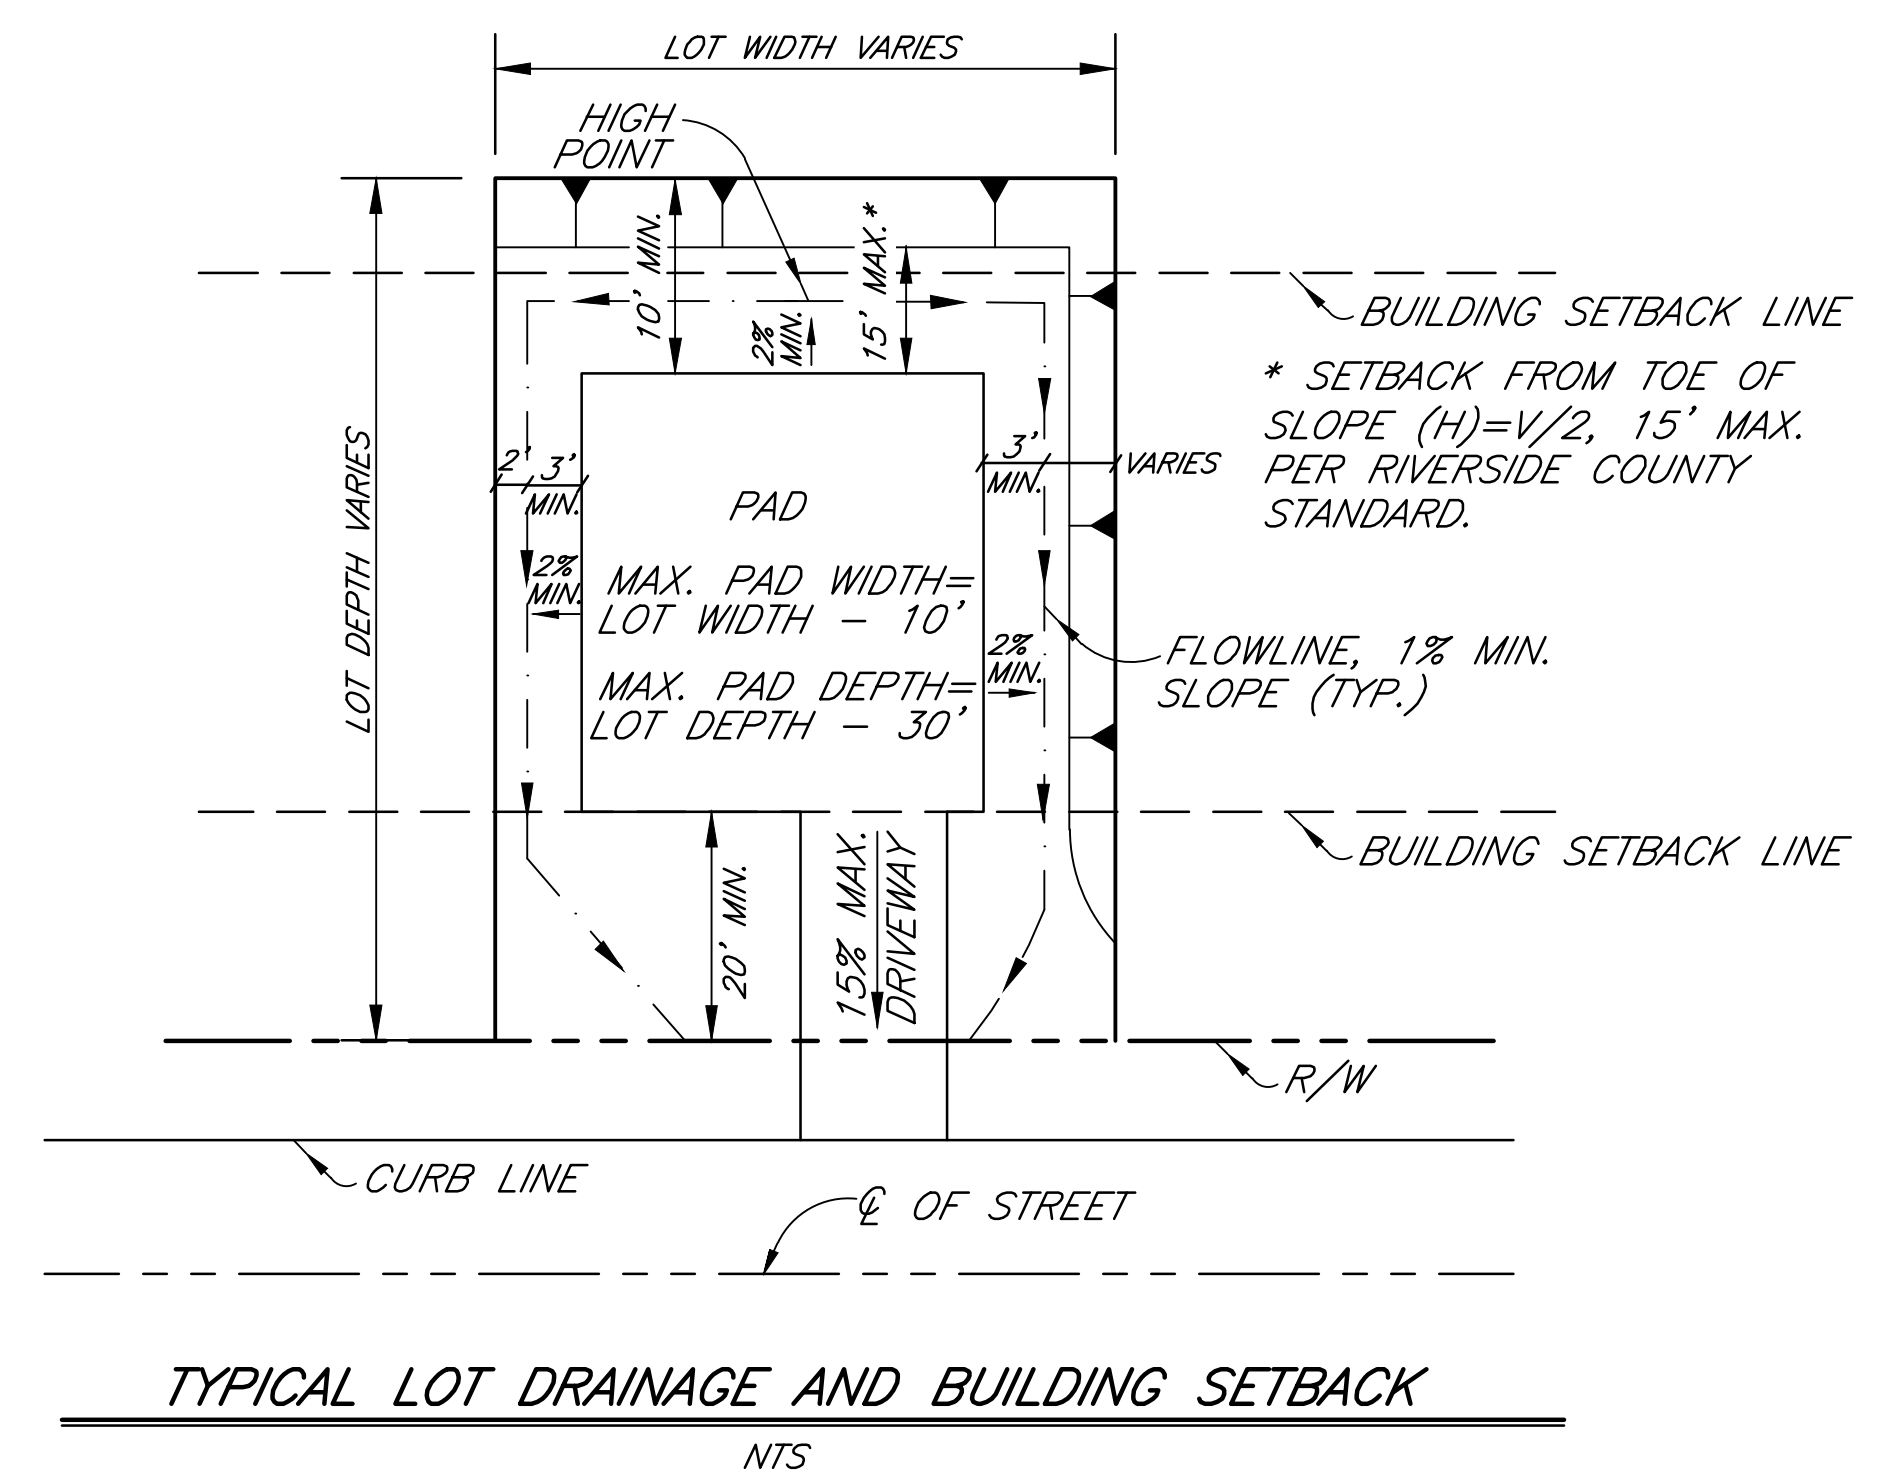 LOT WIDTH VARIES
HIGH
POINT
10' MIN.
15' MAX.*
2%
MIN.
BUILDING SETBACK LINE
* SETBACK FROM TOE OF
SLOPE (H)=V/2, 15' MAX.
PER RIVERSIDE COUNTY
STANDARD.
LOT DEPTH VARIES
2' 3'
MIN.
3'
MIN.
VARIES
PAD
2%
MIN.
MAX. PAD WIDTH=
LOT WIDTH - 10'
MAX. PAD DEPTH=
LOT DEPTH - 30'
2%
MIN.
FLOWLINE, 1% MIN.
SLOPE (TYP.)
BUILDING SETBACK LINE
20' MIN.
15% MAX.
DRIVEWAY
R/W
CURB LINE
℄ OF STREET
TYPICAL LOT DRAINAGE AND BUILDING SETBACK
NTS